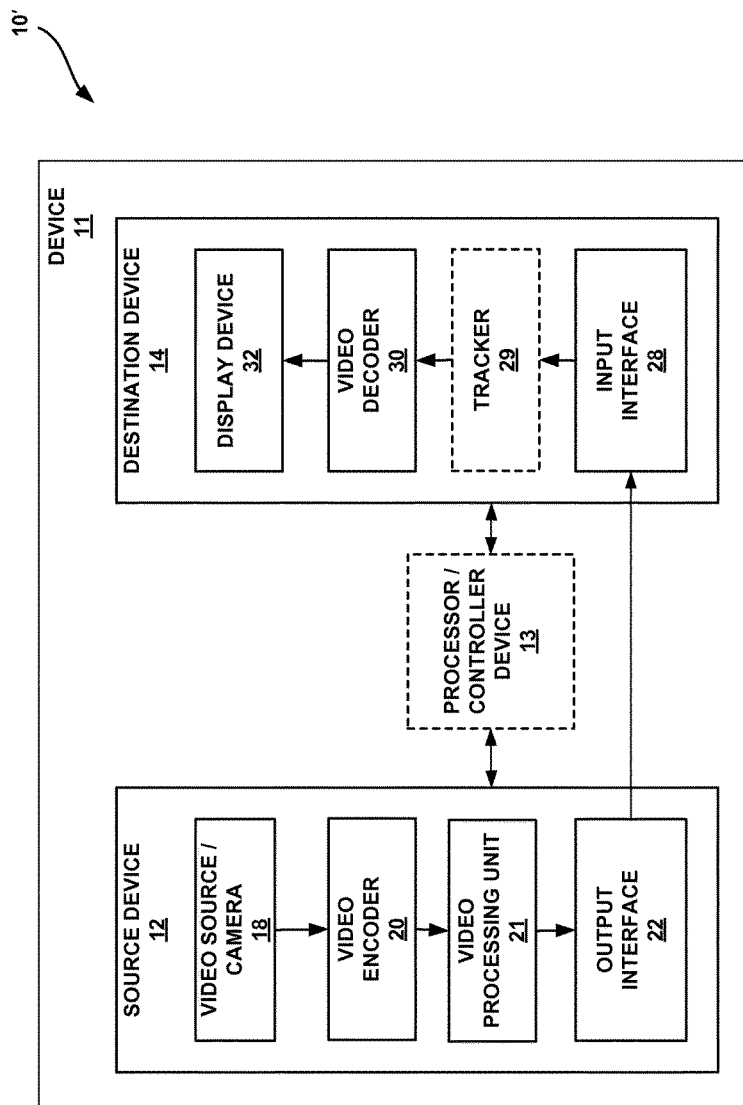 10'
DEVICE
11
SOURCE DEVICE
12
VIDEO SOURCE /
CAMERA
18
VIDEO
ENCODER
20
VIDEO
PROCESSING UNIT
21
OUTPUT
INTERFACE
22
PROCESSOR /
CONTROLLER
DEVICE
13
DESTINATION DEVICE
14
DISPLAY DEVICE
32
VIDEO
DECODER
30
TRACKER
29
INPUT
INTERFACE
28